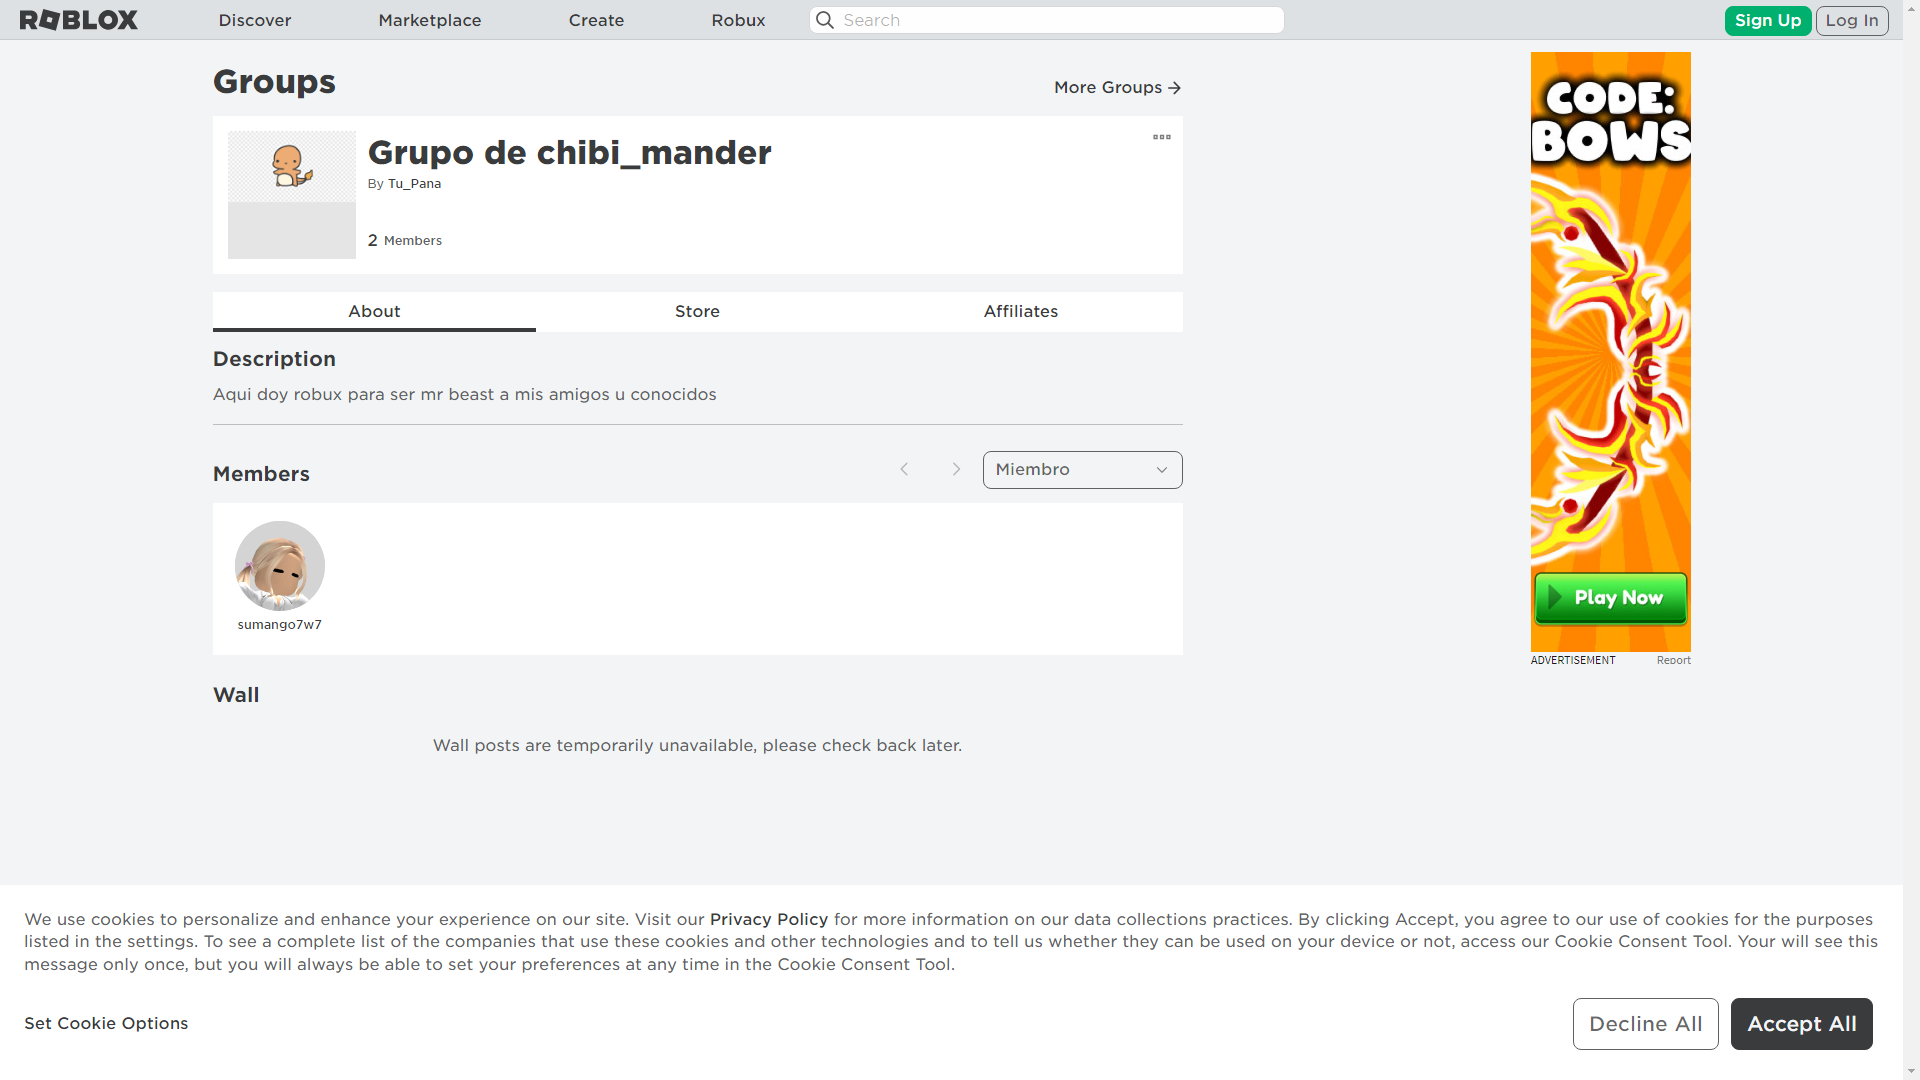 ROBLOX
Discover
Marketplace
Create
Robux
Search
Sign Up
Log In
Groups
More Groups
Grupo de chibi_mander
By Tu_Pana
2 Members
About
Store
Affiliates
Description
Aqui doy robux para ser mr beast a mis amigos u conocidos
Members
Miembro
sumango7w7
Wall
Wall posts are temporarily unavailable, please check back later.
CODE:
BOWS
Play Now
ADVERTISEMENT
Report
We use cookies to personalize and enhance your experience on our site. Visit our Privacy Policy for more information on our data collections practices. By clicking Accept, you agree to our use of cookies for the purposes
listed in the settings. To see a complete list of the companies that use these cookies and other technologies and to tell us whether they can be used on your device or not, access our Cookie Consent Tool. Your will see this
message only once, but you will always be able to set your preferences at any time in the Cookie Consent Tool.
Set Cookie Options
Decline All
Accept All